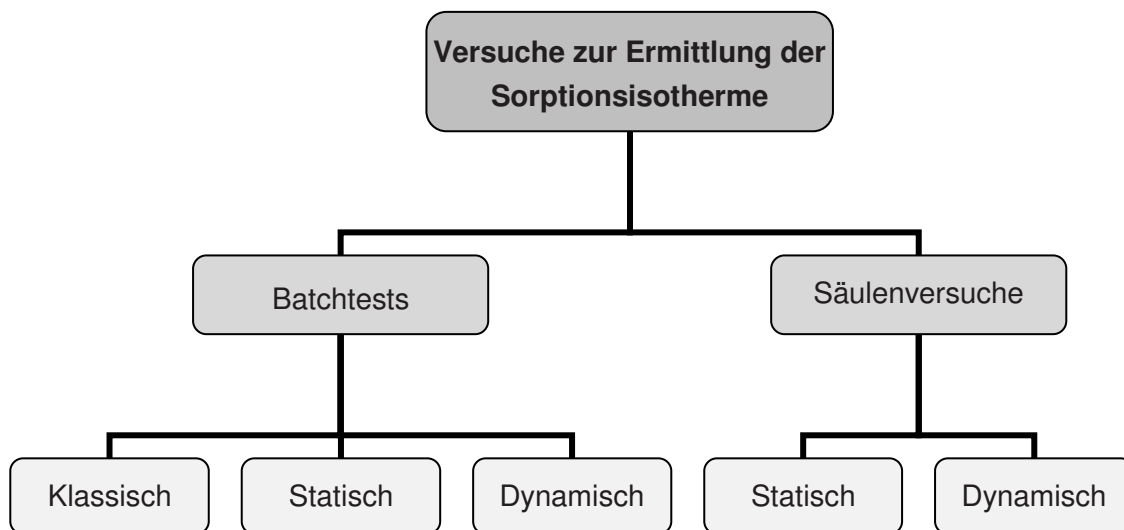 Versuche zur Ermittlung der
Sorptionsisotherme
Batchtests
Säulenversuche
Klassisch
Statisch
Dynamisch
Statisch
Dynamisch